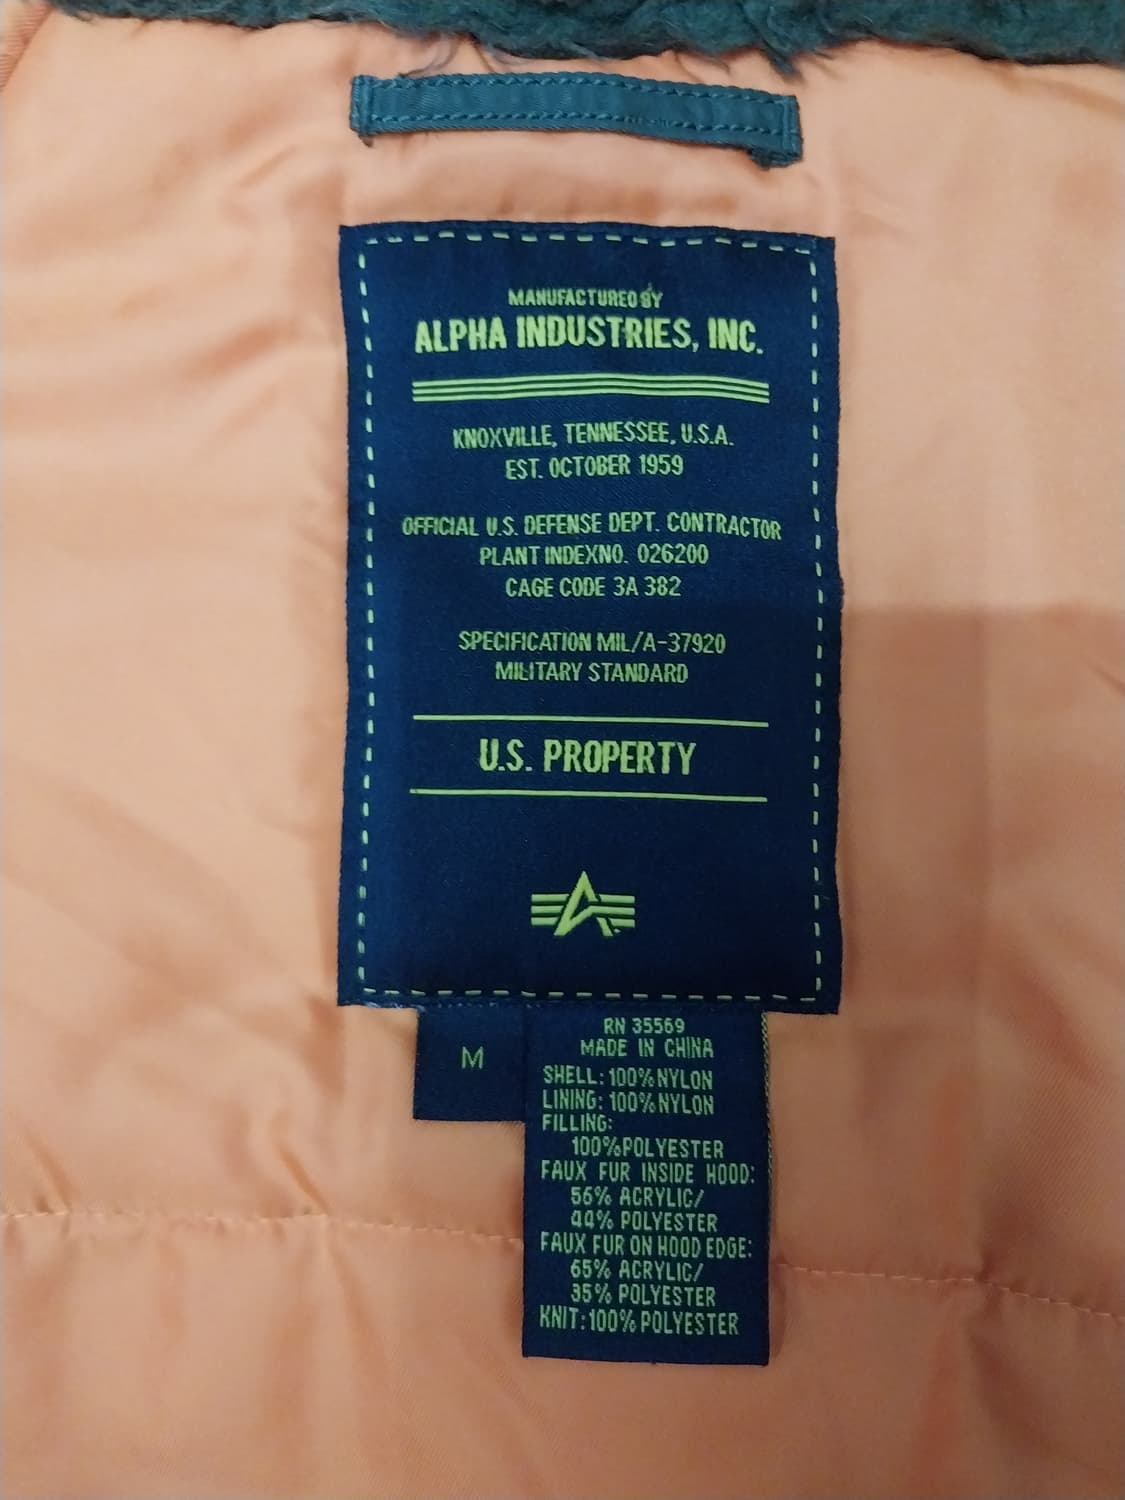 MANUFACTURED BY
ALPHA INDUSTRIES, INC.
KNOXVILLE, TENNESSEE, U.S.A.
EST. OCTOBER 1959
OFFICIAL U.S. DEFENSE DEPT. CONTRACTOR
PLANT INDEXNO. 026200
CAGE CODE 3A 382
SPECIFICATION MIL/A-37920
MILITARY STANDARD
U.S. PROPERTY
M
RN 35569
MADE IN CHINA
SHELL: 100% NYLON
LINING: 100% NYLON
FILLING:
100% POLYESTER
FAUX FUR INSIDE HOOD:
56% ACRYLIC/
44% POLYESTER
FAUX FUR ON HOOD EDGE:
65% ACRYLIC/
35% POLYESTER
KNIT: 100% POLYESTER